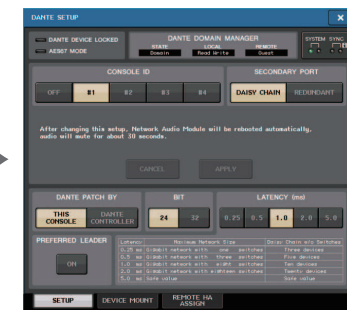 DANTE SETUP
DANTE DEVICE LOCKED
AES67 MODE
DANTE DOMAIN MANAGER
STATE LOCAL REMOTE
Domain Read Write Guest
SYSTEM SYNC
CONSOLE ID
OFF #1 #2 #3 #4
SECONDARY PORT
DAISY CHAIN REDUNDANT
After changing this setup, Network Audio Module will be rebooted automatically,
audio will mute for about 30 seconds.
CANCEL APPLY
DANTE PATCH BY
THIS CONSOLE
DANTE CONTROLLER
BIT
24 32
LATENCY (ms)
0.25 0.5 1.0 2.0 5.0
PREFERRED LEADER
ON
Latency Maximum Network Size Daisy Chain w/o Switches
0.25 ms Gigabit network with one switches Three devices
0.5 ms Gigabit network with three switches Five devices
1.0 ms Gigabit network with eight switches Ten devices
2.0 ms Gigabit network with eighteen switches Twenty devices
5.0 ms Safe value Safe value
SETUP DEVICE MOUNT REMOTE HA ASSIGN